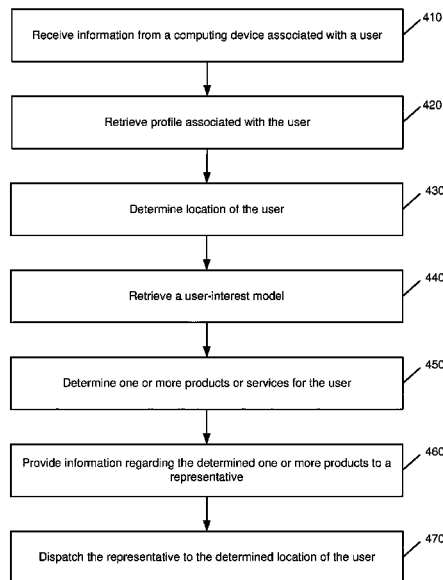 Receive information from a computing device associated with a user
410
Retrieve profile associated with the user
420
Determine location of the user
430
Retrieve a user-interest model
440
Determine one or more products or services for the user
450
Provide information regarding the determined one or more products to a
representative
460
Dispatch the representative to the determined location of the user
470